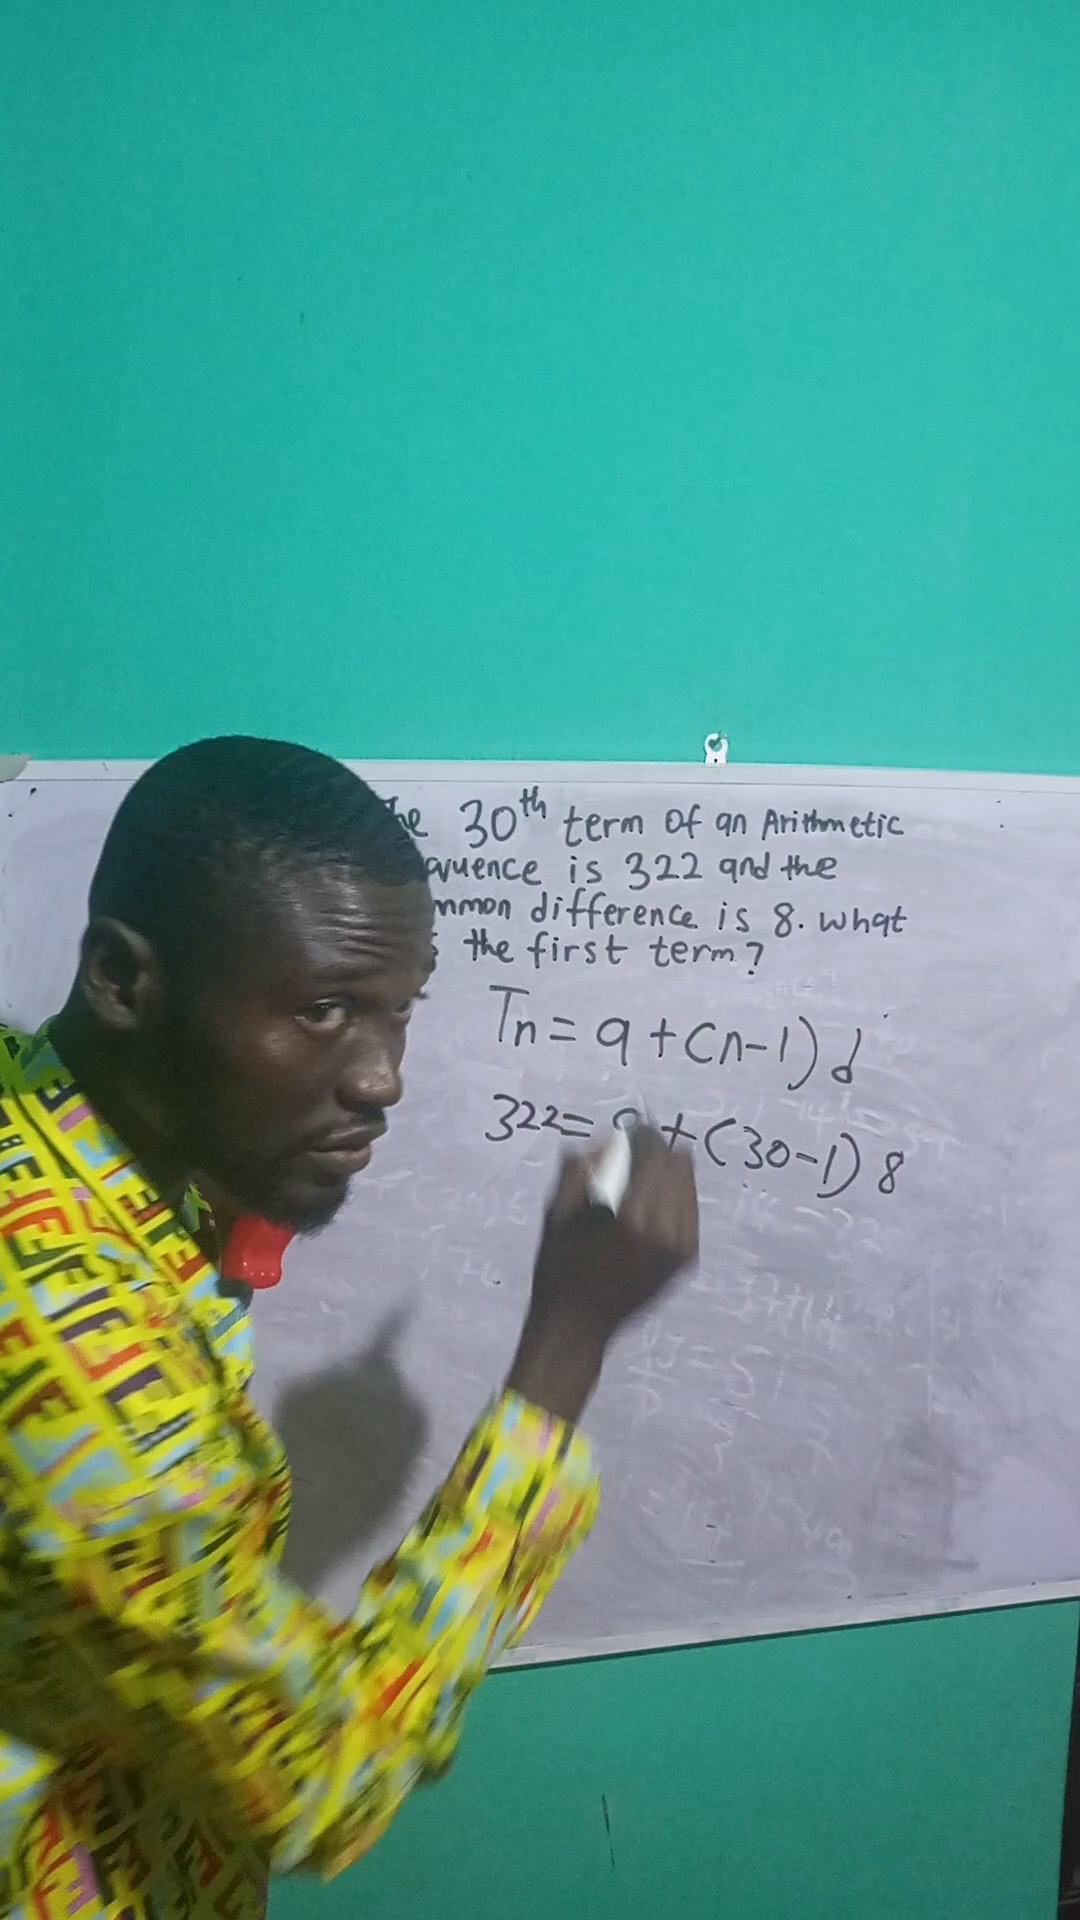 he 30th term of an Arithmetic
quence is 322 and the
mmon difference is 8. what
s the first term?
Tn = a + (n-1) d
322 = a + (30-1) 8